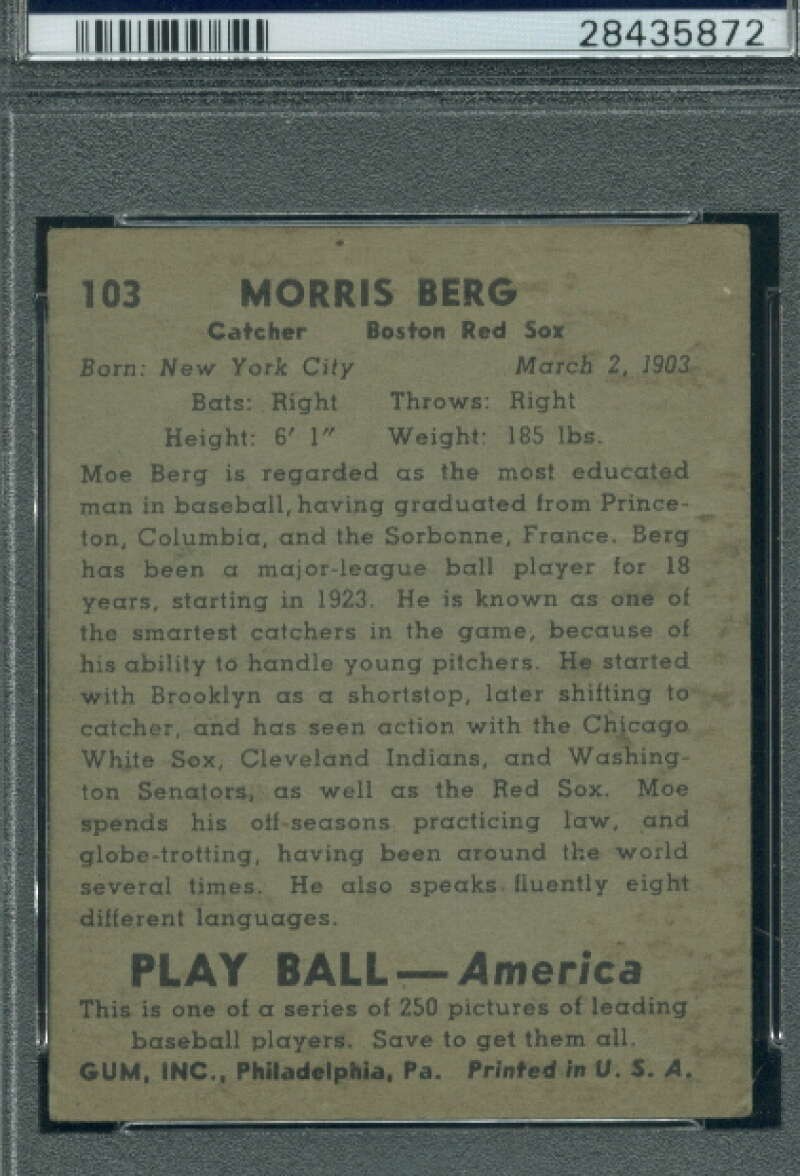 28435872
103 MORRIS BERG
Catcher Boston Red Sox
Born: New York City March 2, 1903
Bats: Right Throws: Right
Height: 6' 1" Weight: 185 lbs.
Moe Berg is regarded as the most educated
man in baseball, having graduated from Prince-
ton, Columbia, and the Sorbonne, France. Berg
has been a major-league ball player for 18
years, starting in 1923. He is known as one of
the smartest catchers in the game, because of
his ability to handle young pitchers. He started
with Brooklyn as a shortstop, later shifting to
catcher, and has seen action with the Chicago
White Sox, Cleveland Indians, and Washing-
ton Senators, as well as the Red Sox. Moe
spends his off-seasons practicing law, and
globe-trotting, having been around the world
several times. He also speaks fluently eight
different languages.
PLAY BALL — America
This is one of a series of 250 pictures of leading
baseball players. Save to get them all.
GUM, INC., Philadelphia, Pa. Printed in U. S. A.